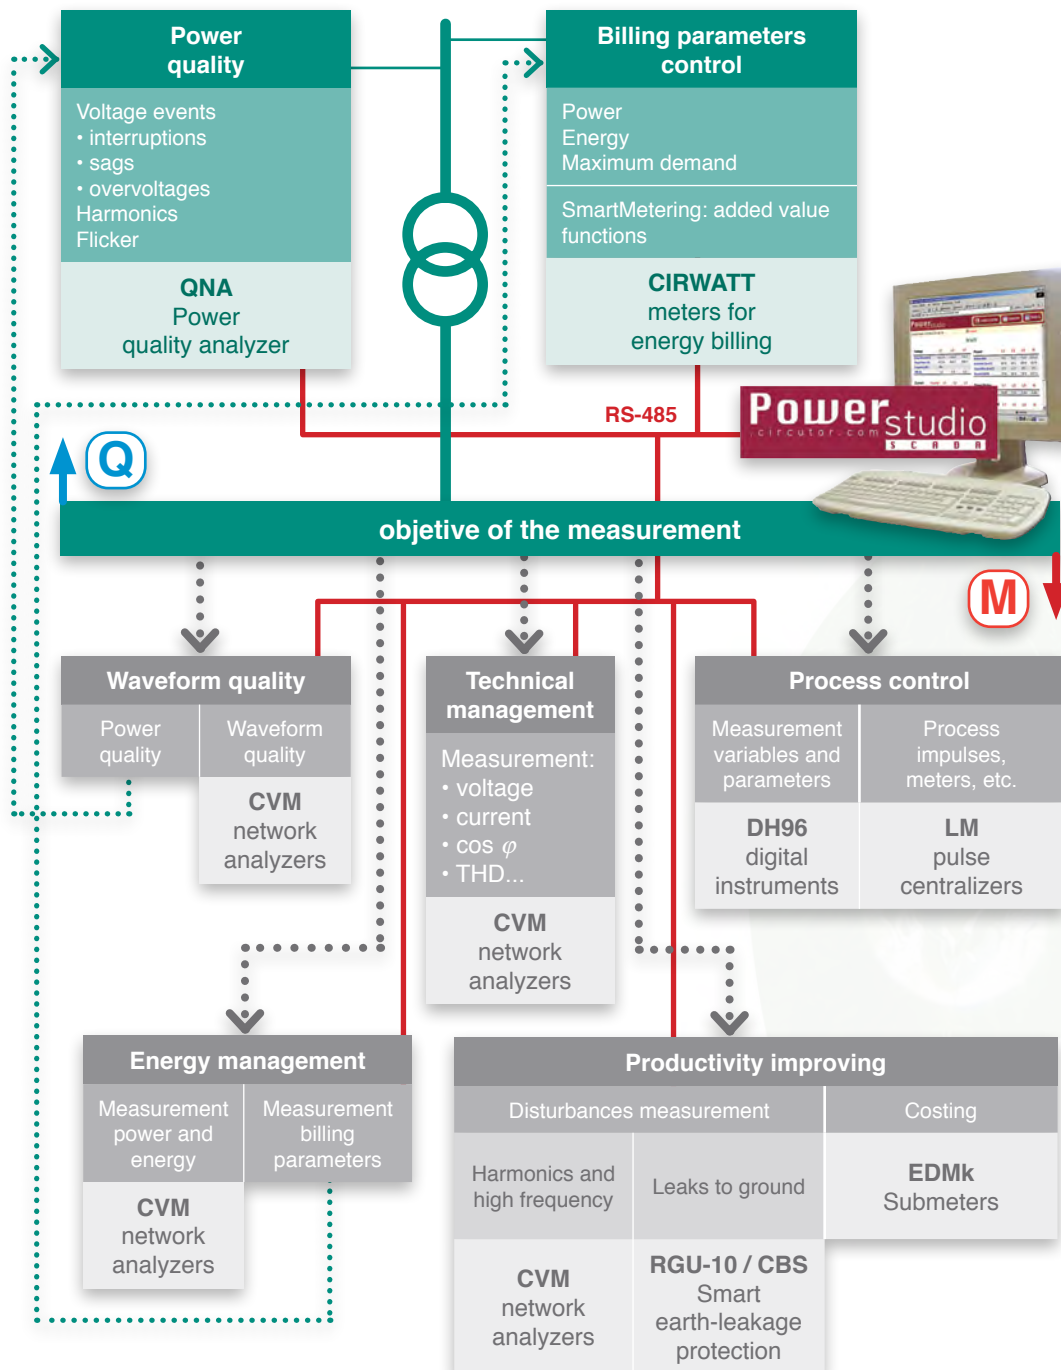 Power
quality
Voltage events
• interruptions
• sags
• overvoltages
Harmonics
Flicker
QNA
Power
quality analyzer
Billing parameters
control
Power
Energy
Maximum demand
SmartMetering: added value
functions
CIRWATT
meters for
energy billing
RS-485
Power studio
circutor.com
SCADA
Q
objetive of the measurement
M
Waveform quality
Power
quality
Waveform
quality
CVM
network
analyzers
Technical
management
Measurement:
• voltage
• current
• cos φ
• THD...
CVM
network
analyzers
Process control
Measurement
variables and
parameters
Process
impulses,
meters, etc.
DH96
digital
instruments
LM
pulse
centralizers
Energy management
Measurement
power and
energy
Measurement
billing
parameters
CVM
network
analyzers
Productivity improving
Disturbances measurement
Costing
Harmonics and
high frequency
Leaks to ground
EDMk
Submeters
CVM
network
analyzers
RGU-10 / CBS
Smart
earth-leakage
protection